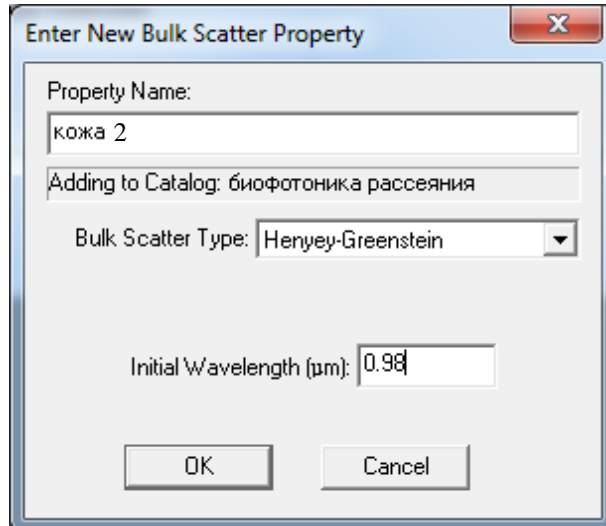 Enter New Bulk Scatter Property
Property Name:
кожа 2
Adding to Catalog: биофотоника рассеяния
Bulk Scatter Type: Henyey-Greenstein
Initial Wavelength (µm): 0.98
OK Cancel